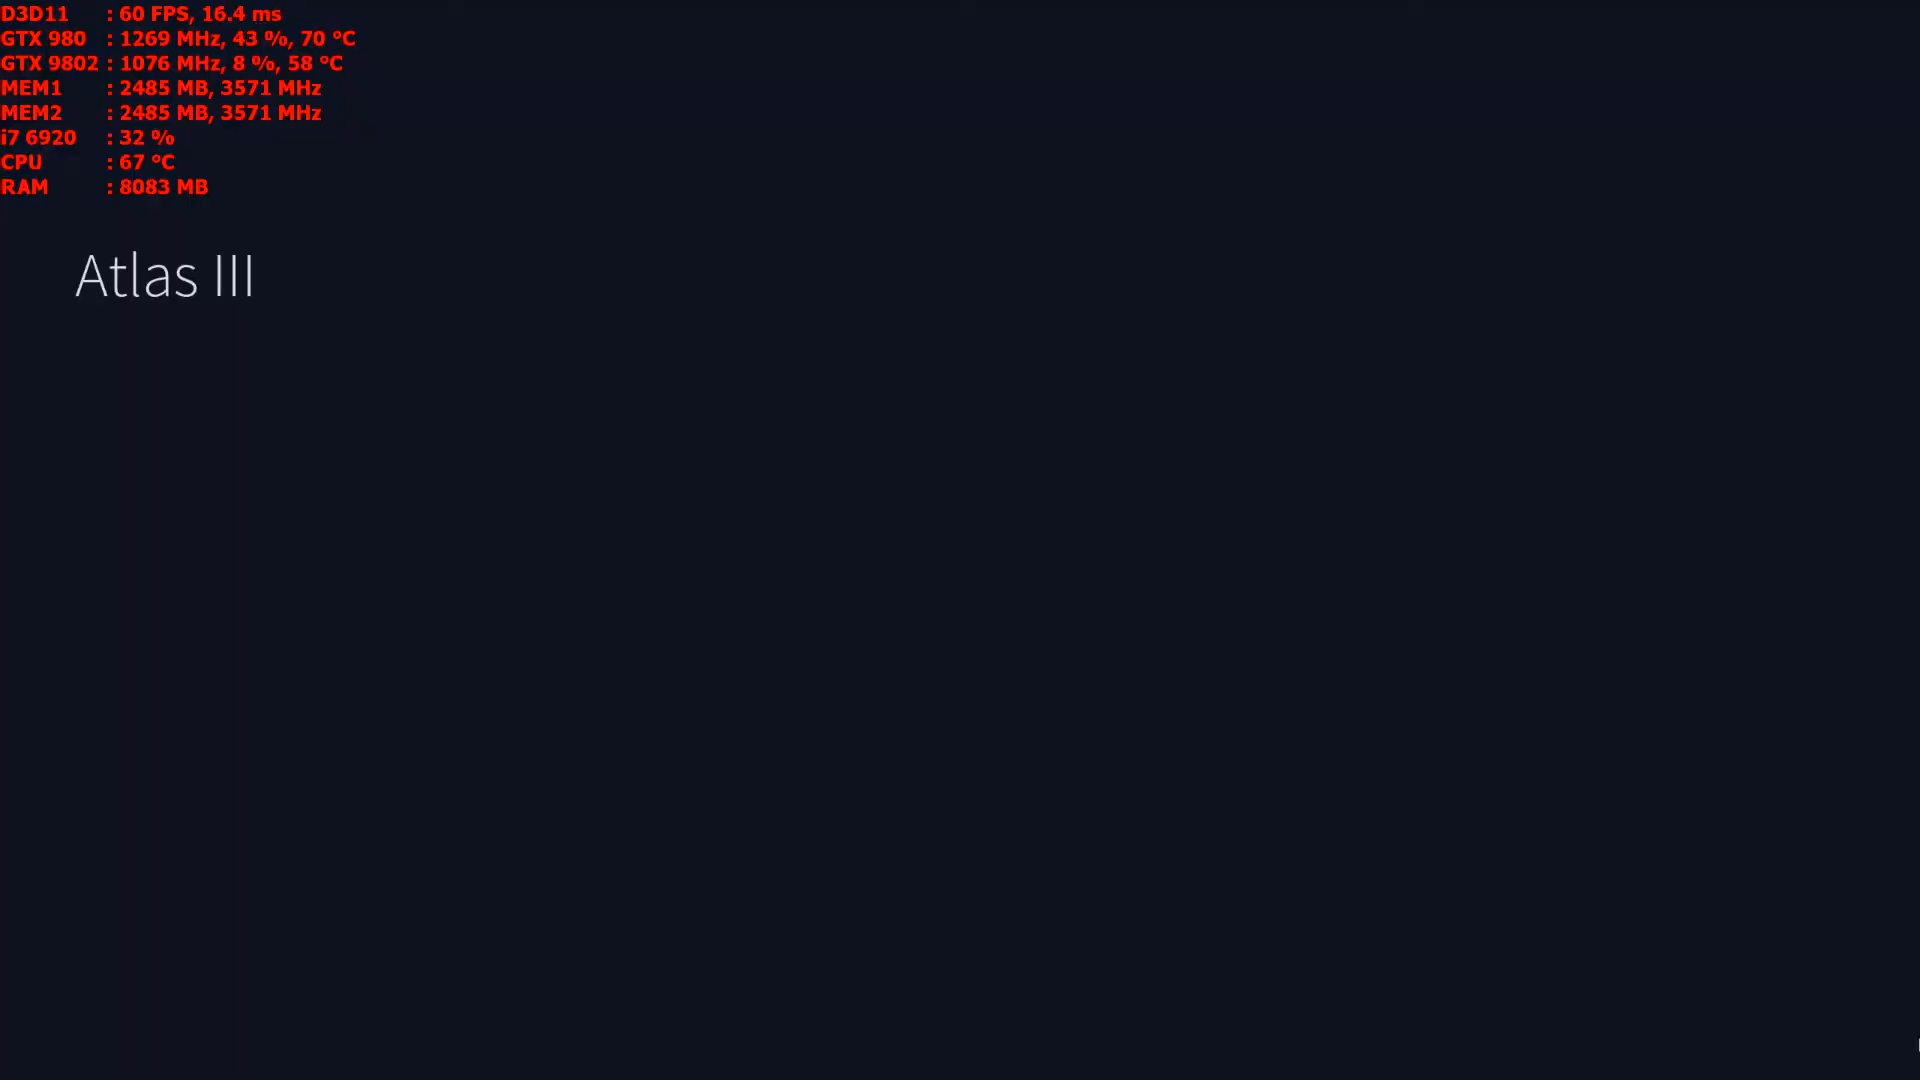 D3D11 : 60 FPS, 16.4 ms
GTX 980 : 1269 MHz, 43 %, 70 °C
GTX 9802 : 1076 MHz, 8 %, 58 °C
MEM1 : 2485 MB, 3571 MHz
MEM2 : 2485 MB, 3571 MHz
i7 6920 : 32 %
CPU : 67 °C
RAM : 8083 MB
Atlas III